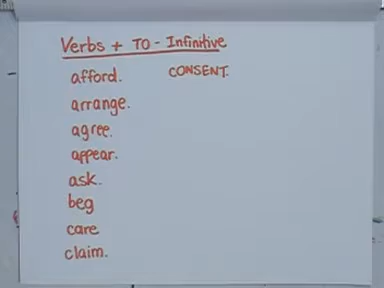 Verbs + TO - Infinitive
afford.
arrange.
agree.
appear.
ask.
beg
care
claim.
CONSENT.